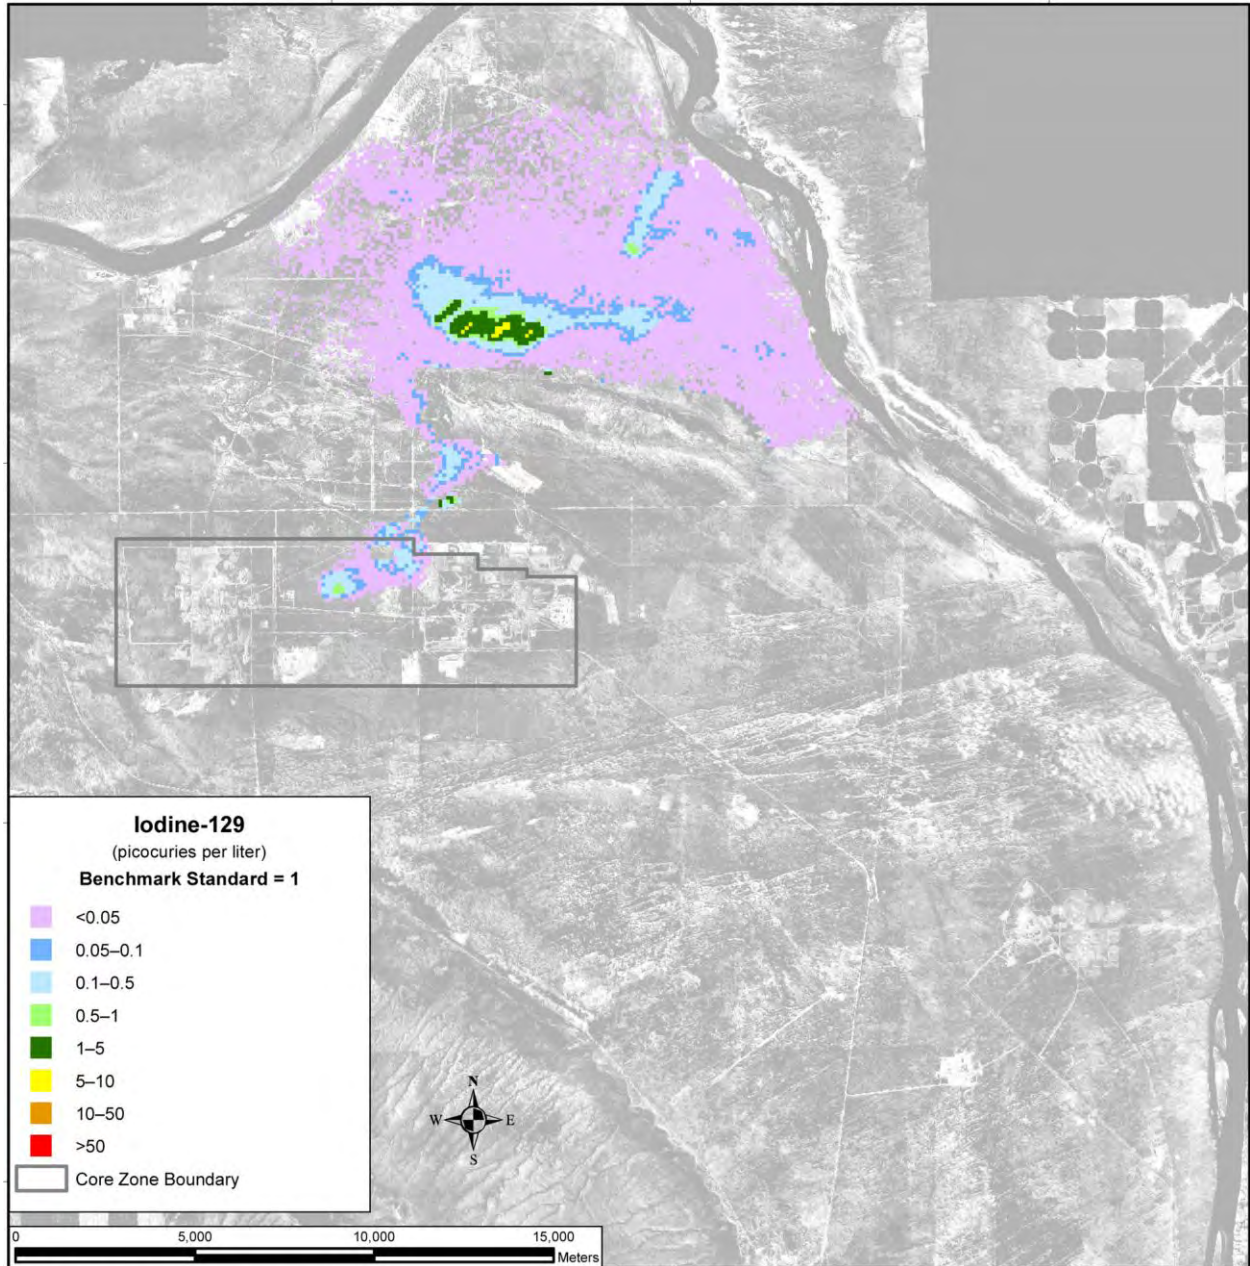 Iodine-129
(picocuries per liter)
Benchmark Standard = 1
<0.05
0.05–0.1
0.1–0.5
0.5–1
1–5
5–10
10–50
>50
Core Zone Boundary
N
W E
S
0 5,000 10,000 15,000
Meters